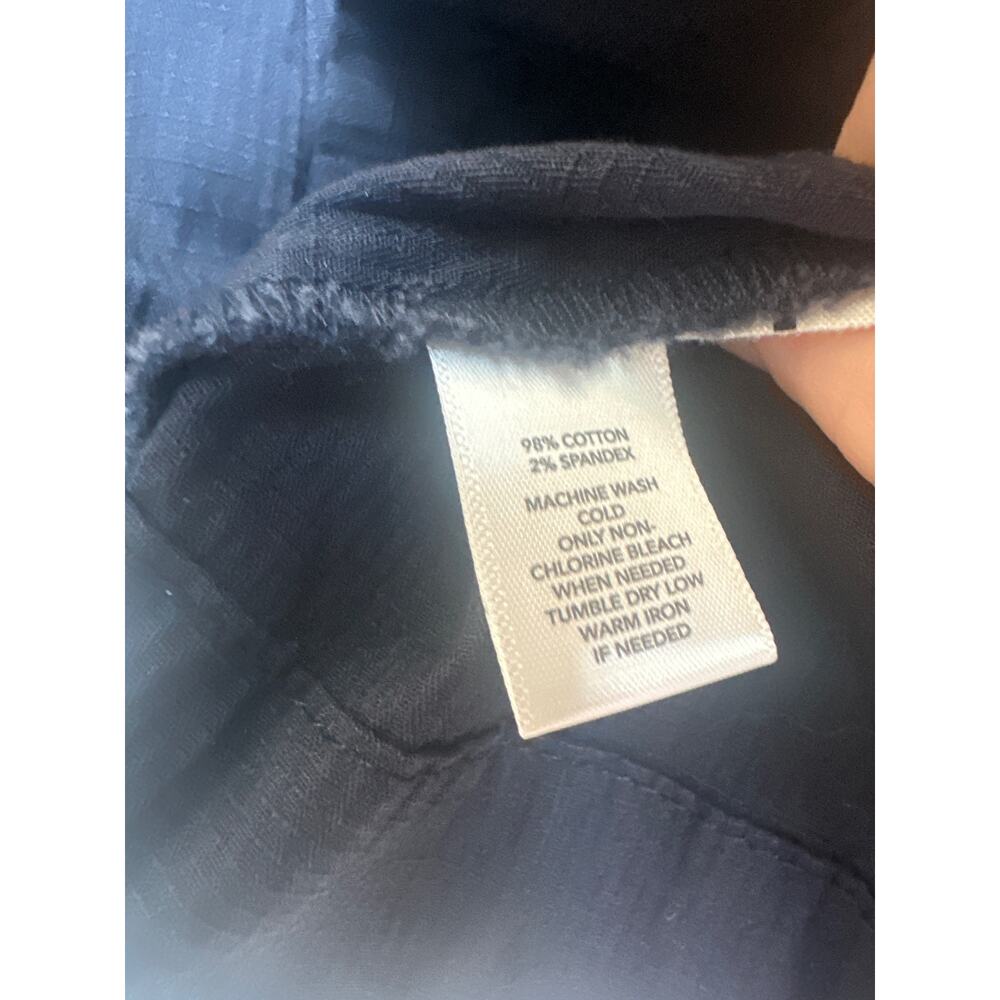 98% COTTON
2% SPANDEX
MACHINE WASH
COLD
ONLY NON-
CHLORINE BLEACH
WHEN NEEDED
TUMBLE DRY LOW
WARM IRON
IF NEEDED